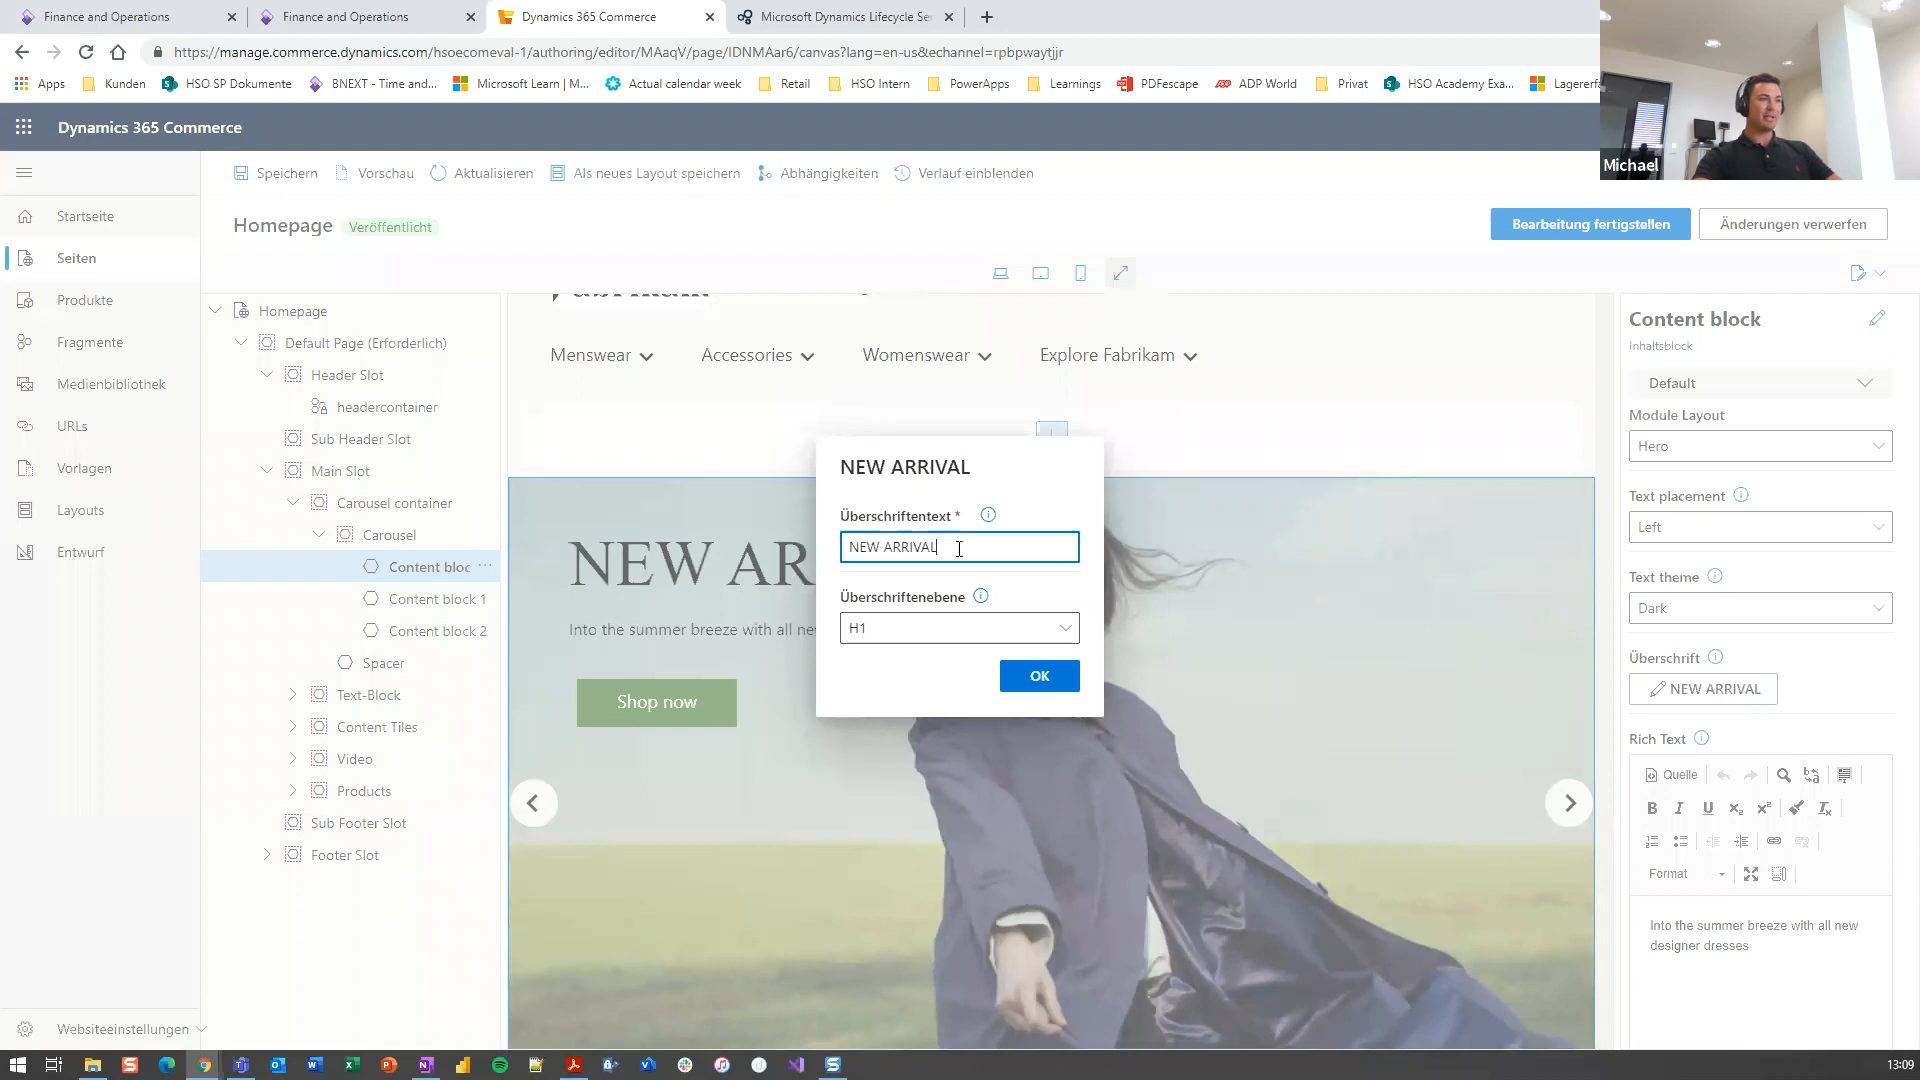 Finance and Operations
Finance and Operations
Dynamics 365 Commerce
Microsoft Dynamics Lifecycle Se
https://manage.commerce.dynamics.com/hsoecomeval-1/authoring/editor/MAaqV/page/IDNMAar6/canvas?lang=en-us&echannel=rpbpwaytjjr
Apps
Kunden
HSO SP Dokumente
BNEXT - Time and...
Microsoft Learn | M...
Actual calendar week
Retail
HSO Intern
PowerApps
Learnings
PDFescape
ADP World
Privat
HSO Academy Exa...
Lagererf
Michael
Dynamics 365 Commerce
Speichern
Vorschau
Aktualisieren
Als neues Layout speichern
Abhängigkeiten
Verlauf einblenden
Homepage
Veröffentlicht
Bearbeitung fertigstellen
Änderungen verwerfen
Startseite
Seiten
Produkte
Fragmente
Medienbibliothek
URLs
Vorlagen
Layouts
Entwurf
Websiteeinstellungen
Homepage
Default Page (Erforderlich)
Header Slot
headercontainer
Sub Header Slot
Main Slot
Carousel container
Carousel
Content bloc ...
Content block 1
Content block 2
Spacer
Text-Block
Content Tiles
Video
Products
Sub Footer Slot
Footer Slot
Menswear
Accessories
Womenswear
Explore Fabrikam
NEW AR
Into the summer breeze with all nev
Shop now
NEW ARRIVAL
Überschriftentext *
NEW ARRIVAL
Überschriftenebene
H1
OK
Content block
Inhaltsblock
Default
Module Layout
Hero
Text placement
Left
Text theme
Dark
Überschrift
NEW ARRIVAL
Rich Text
Quelle
B I U x₂ x² Tx
Format
Into the summer breeze with all new
designer dresses
13:09